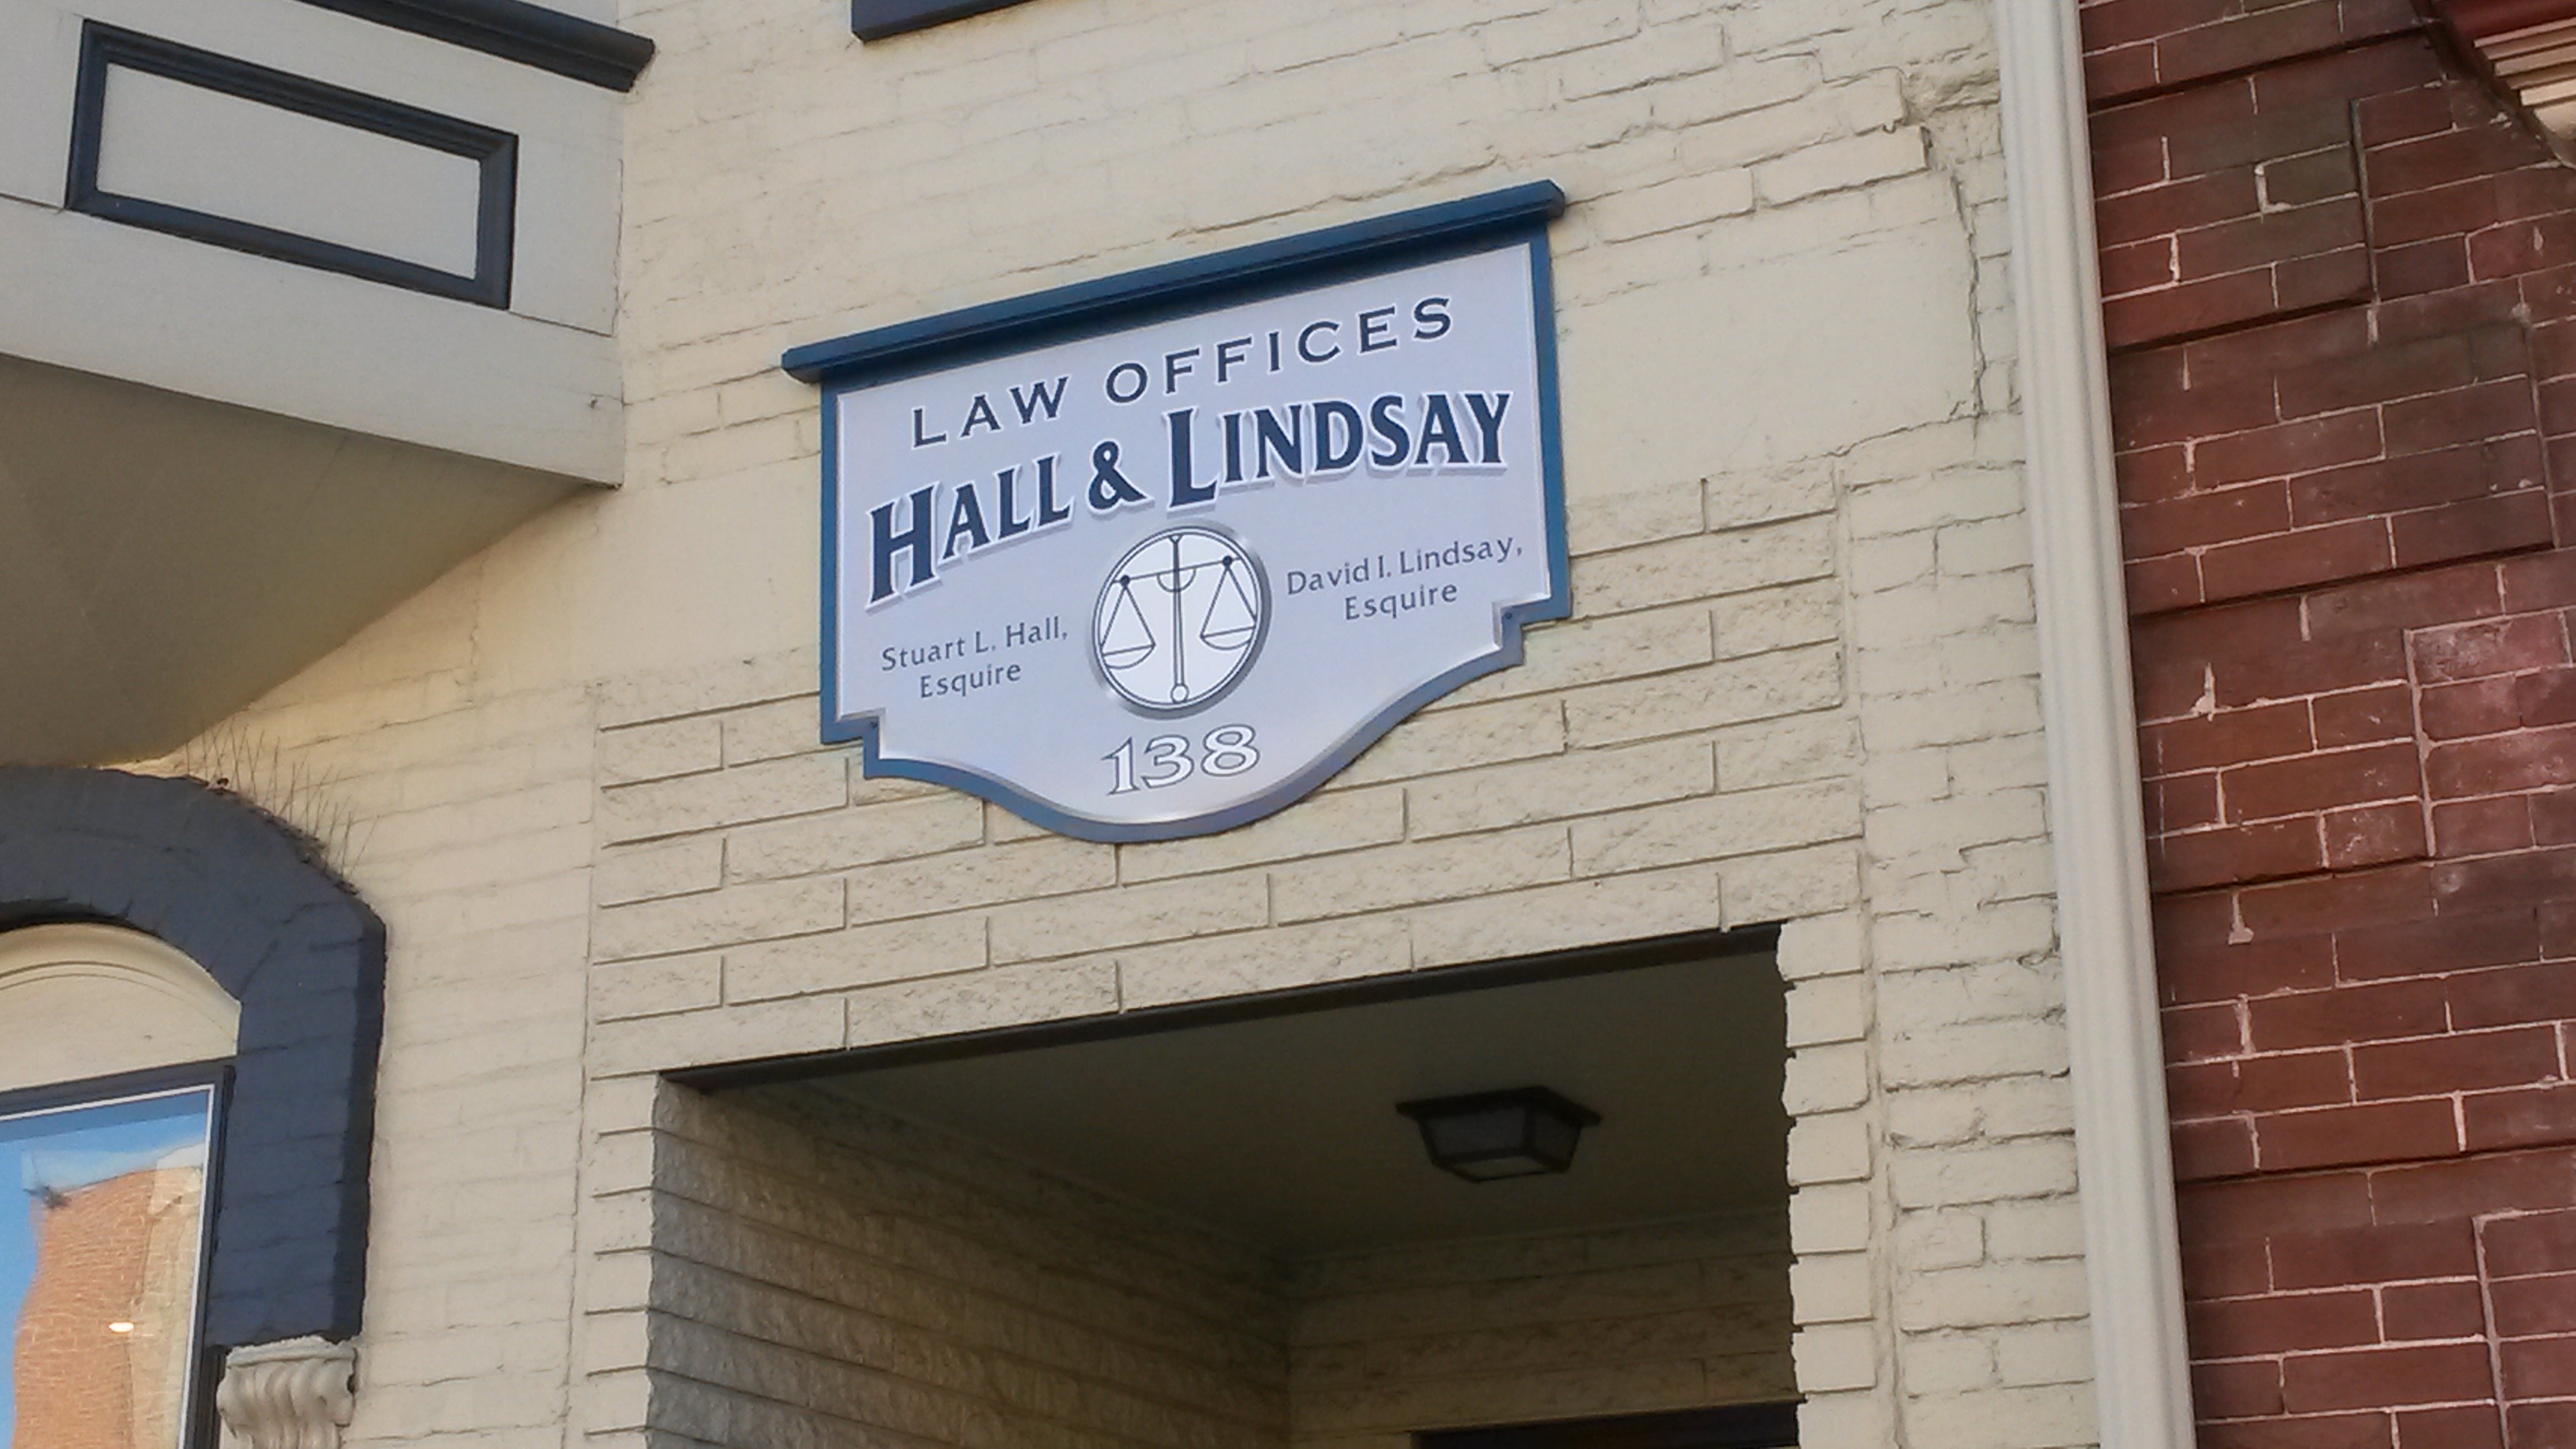 LAW OFFICES
HALL & LINDSAY
Stuart L. Hall,
Esquire
David I. Lindsay,
Esquire
138